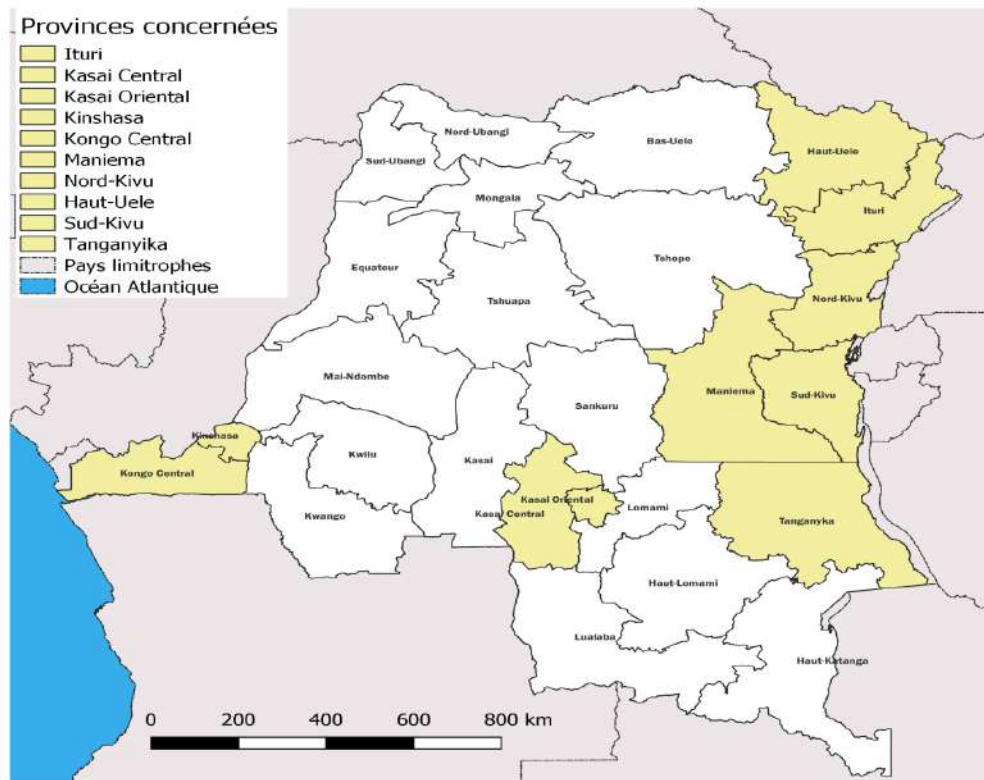 Provinces concernées
Ituri
Kasai Central
Kasai Oriental
Kinshasa
Kongo Central
Maniema
Nord-Kivu
Haut-Uele
Sud-Kivu
Tanganyika
Pays limitrophes
Océan Atlantique
Nord-Ubangi
Bas-Uele
Haut-Uele
Sud-Ubangi
Mongala
Ituri
Equateur
Tshopo
Tshuapa
Nord-Kivu
Mai-Ndombe
Maniema
Sud-Kivu
Sankuru
Kinshasa
Kwilu
Kasai
Kongo Central
Kasai Oriental
Kasai Central
Lomami
Kwango
Tanganyka
Haut-Lomami
Lualaba
Haut-Katanga
0 200 400 600 800 km